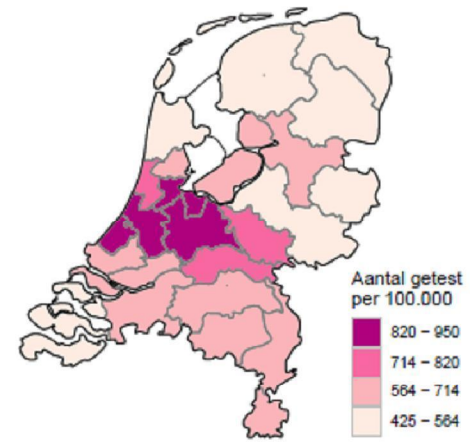 Aantal getest
per 100.000
820 – 950
714 – 820
564 – 714
425 – 564